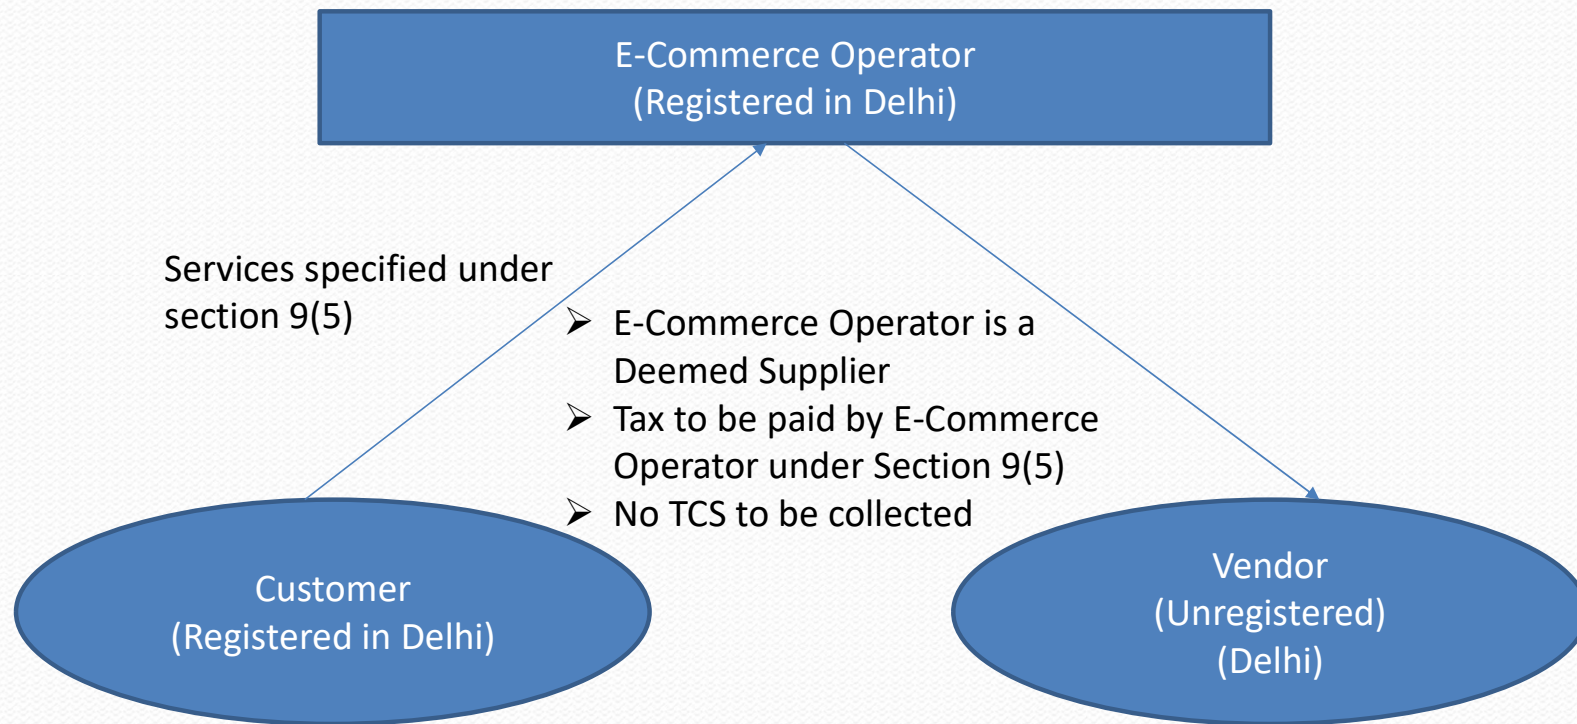 E-Commerce Operator
(Registered in Delhi)
Services specified under
section 9(5)
➢ E-Commerce Operator is a
Deemed Supplier
➢ Tax to be paid by E-Commerce
Operator under Section 9(5)
➢ No TCS to be collected
Customer
(Registered in Delhi)
Vendor
(Unregistered)
(Delhi)